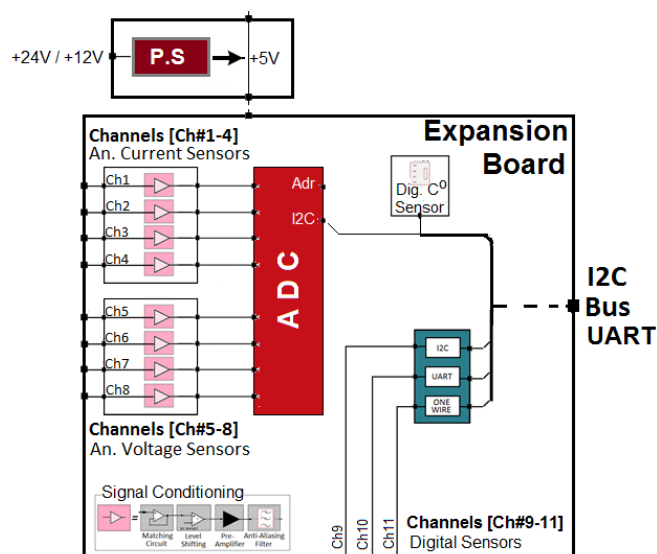 +24V / +12V
P.S
+5V
Channels [Ch#1-4]
An. Current Sensors
Expansion
Board
Ch1
Ch2
Ch3
Ch4
Adr
I2C
ADC
Dig. C⁰
Sensor
I2C
Bus
UART
Ch5
Ch6
Ch7
Ch8
I2C
UART
ONE
WIRE
Channels [Ch#5-8]
An. Voltage Sensors
Signal Conditioning
=
Matching
Circuit
Level
Shifting
Pre-
Amplifier
Anti-Aliasing
Filter
Ch9
Ch10
Ch11
Channels [Ch#9-11]
Digital Sensors